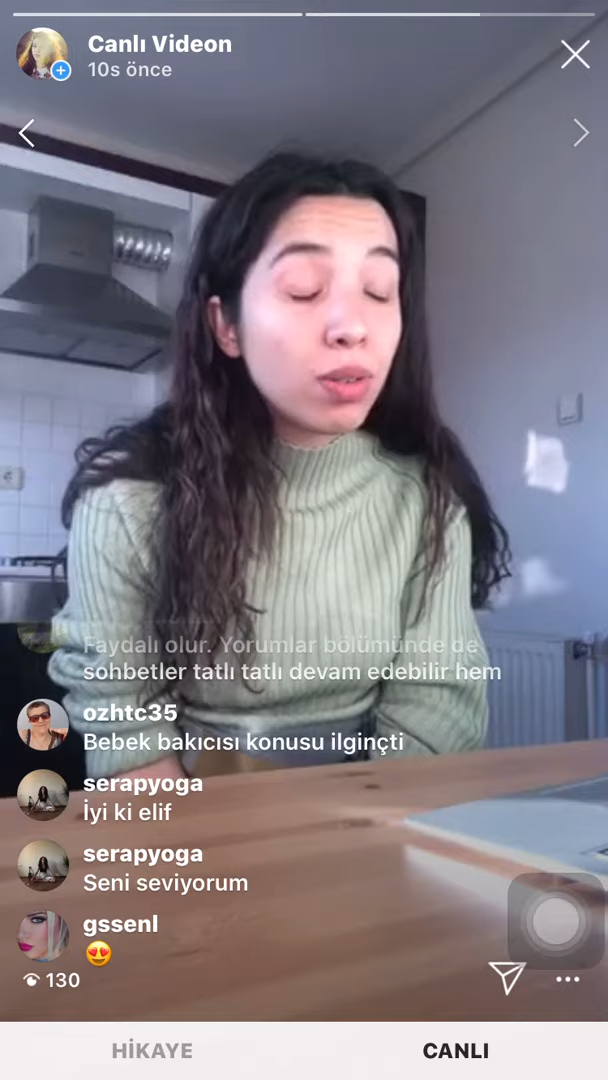 Canlı Videon
10s önce
Faydalı olur. Yorumlar bölümünde de
sohbetler tatlı tatlı devam edebilir hem
ozhtc35
Bebek bakıcısı konusu ilginçti
serapyoga
İyi ki elif
serapyoga
Seni seviyorum
gssenl
😍
130
HİKAYE
CANLI